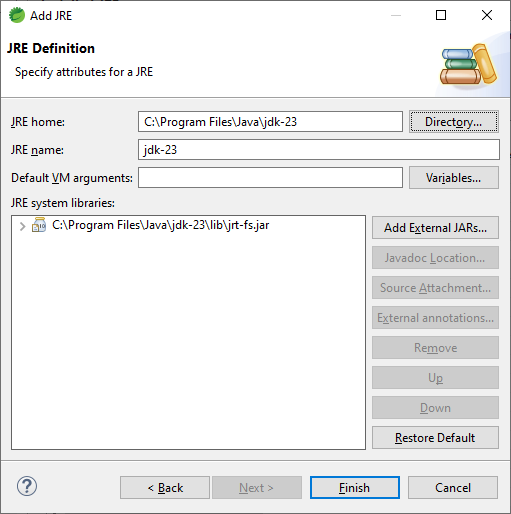 Add JRE
JRE Definition
Specify attributes for a JRE
JRE home:
C:\Program Files\Java\jdk-23
Directory...
JRE name:
jdk-23
Default VM arguments:
Variables...
JRE system libraries:
C:\Program Files\Java\jdk-23\lib\jrt-fs.jar
Add External JARs...
Javadoc Location...
Source Attachment...
External annotations...
Remove
Up
Down
Restore Default
?
< Back
Next >
Finish
Cancel